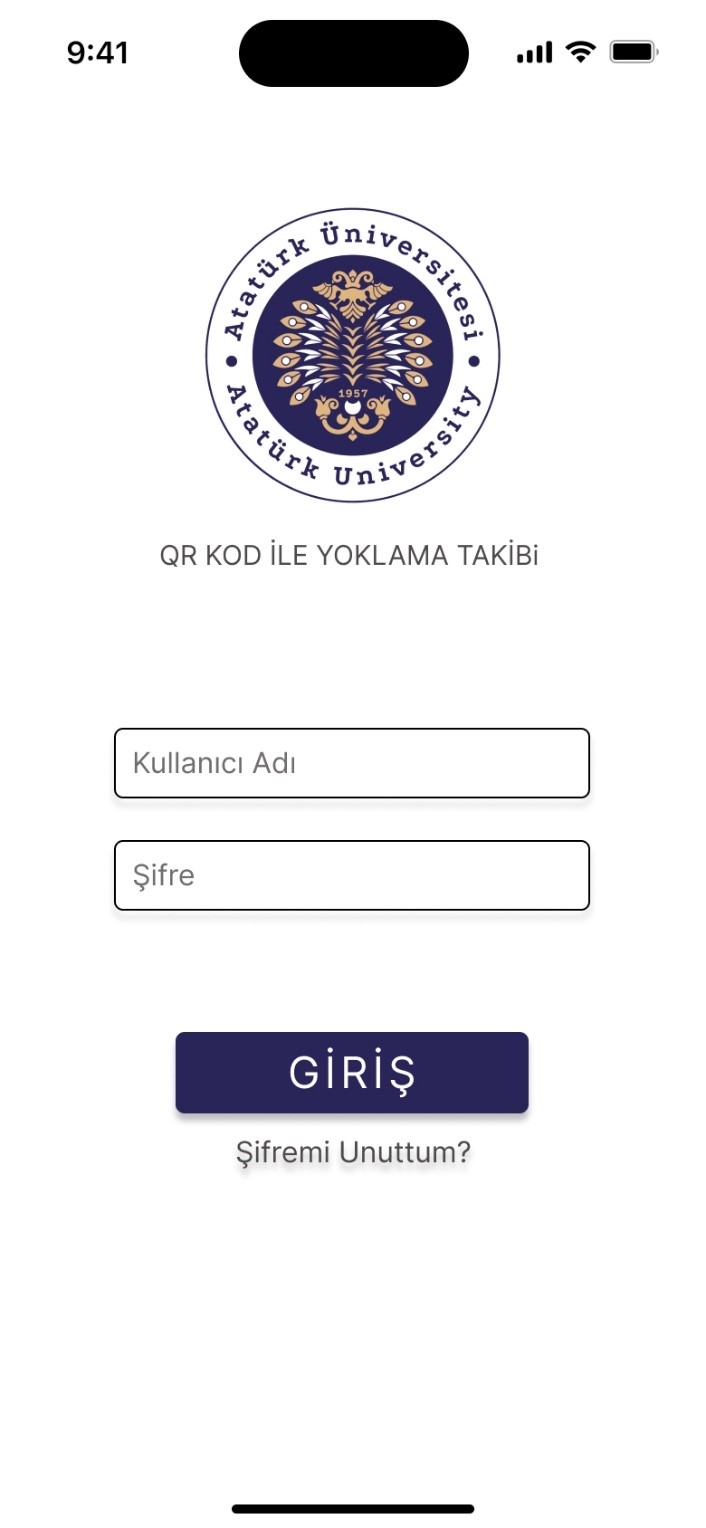 9:41
Atatürk Üniversitesi
1957
Atatürk University
QR KOD İLE YOKLAMA TAKİBi
Kullanıcı Adı
Şifre
GİRİŞ
Şifremi Unuttum?